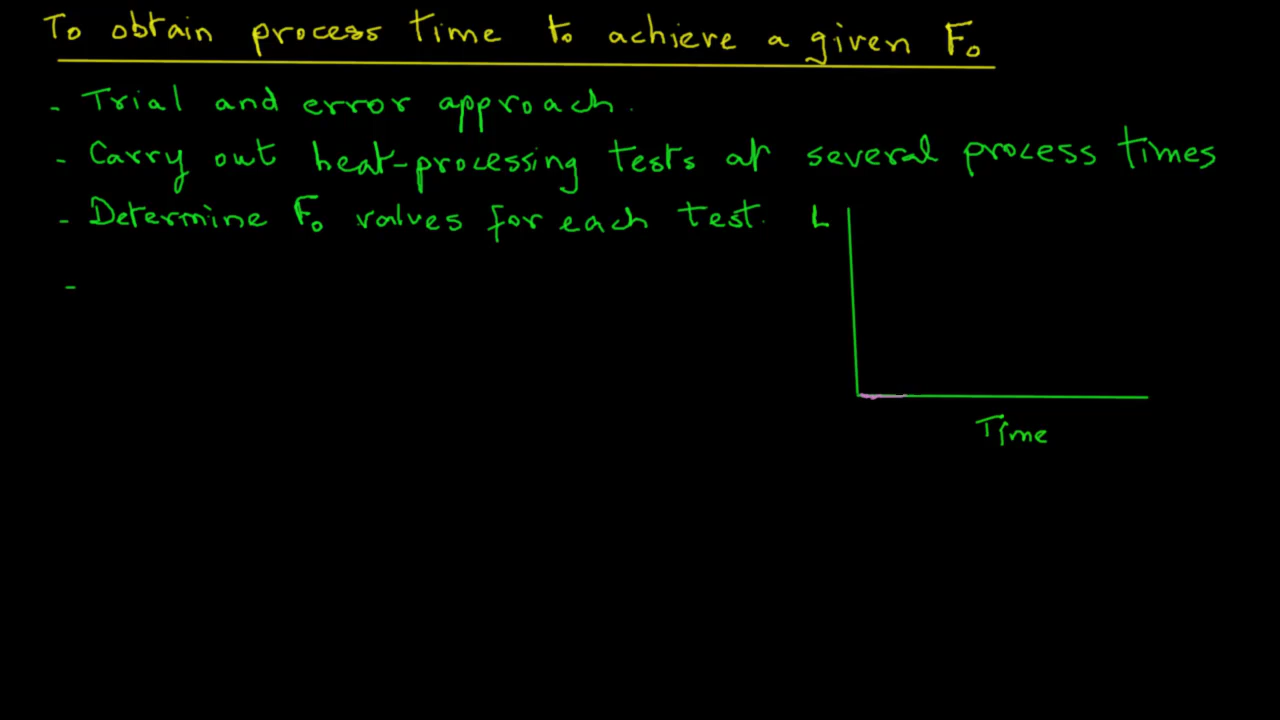 To obtain process time to achieve a given F₀
- Trial and error approach.
- Carry out heat-processing tests at several process times
- Determine F₀ values for each test.
L
-
Time